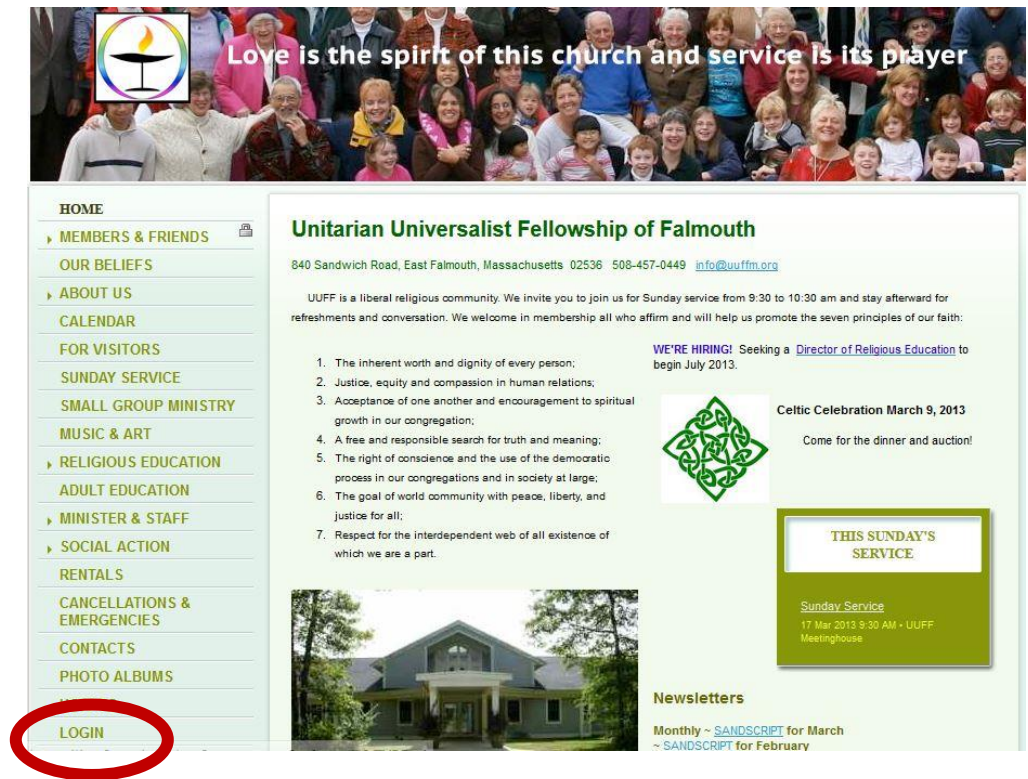 Love is the spirit of this church and service is its prayer
HOME
MEMBERS & FRIENDS
OUR BELIEFS
ABOUT US
CALENDAR
FOR VISITORS
SUNDAY SERVICE
SMALL GROUP MINISTRY
MUSIC & ART
RELIGIOUS EDUCATION
ADULT EDUCATION
MINISTER & STAFF
SOCIAL ACTION
RENTALS
CANCELLATIONS &
EMERGENCIES
CONTACTS
PHOTO ALBUMS
LOGIN
Unitarian Universalist Fellowship of Falmouth
840 Sandwich Road, East Falmouth, Massachusetts 02536 508-457-0449 info@uuffm.org
UUFF is a liberal religious community. We invite you to join us for Sunday service from 9:30 to 10:30 am and stay afterward for
refreshments and conversation. We welcome in membership all who affirm and will help us promote the seven principles of our faith:
1. The inherent worth and dignity of every person;
2. Justice, equity and compassion in human relations;
3. Acceptance of one another and encouragement to spiritual
growth in our congregation;
4. A free and responsible search for truth and meaning;
5. The right of conscience and the use of the democratic
process in our congregations and in society at large;
6. The goal of world community with peace, liberty, and
justice for all;
7. Respect for the interdependent web of all existence of
which we are a part.
WE'RE HIRING! Seeking a Director of Religious Education to
begin July 2013.
Celtic Celebration March 9, 2013
Come for the dinner and auction!
THIS SUNDAY'S
SERVICE
Sunday Service
17 Mar 2013 9:30 AM • UUFF
Meetinghouse
Newsletters
Monthly ~ SANDSCRIPT for March
~ SANDSCRIPT for February